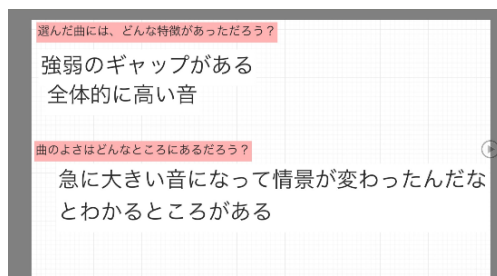 選んだ曲には、どんな特徴があっただろう？
強弱のギャップがある
全体的に高い音
曲のよさはどんなところにあるだろう？
急に大きい音になって情景が変わったんだな
とわかるところがある